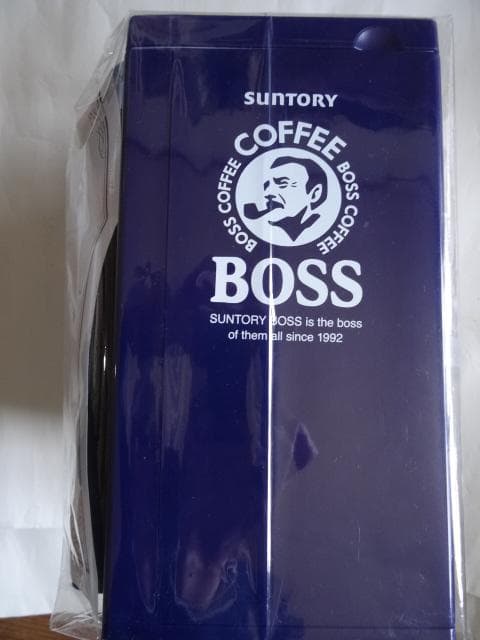 SUNTORY
COFFEE
BOSS COFFEE
BOSS COFFEE
BOSS
SUNTORY BOSS is the boss
of them all since 1992